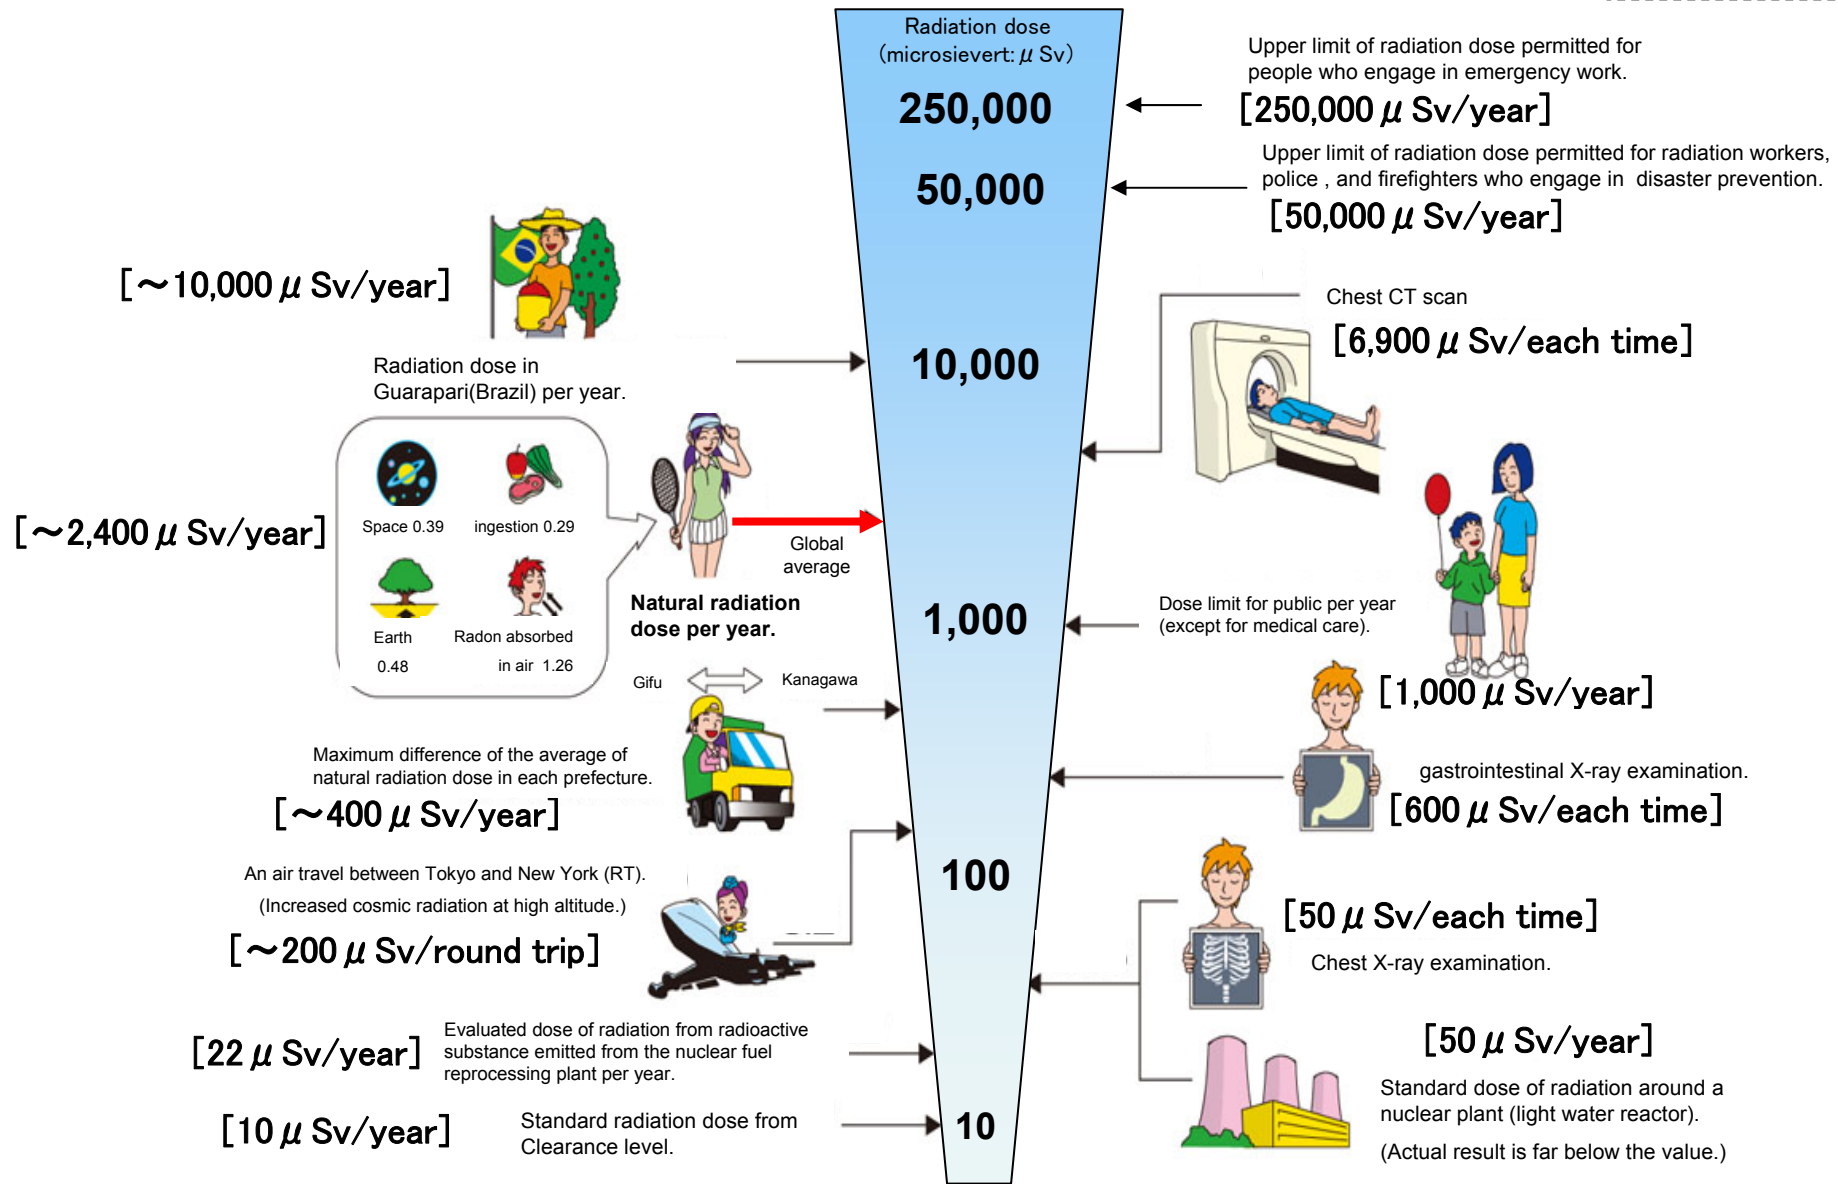 Radiation dose
(microsievert: μ Sv)
250,000
50,000
10,000
1,000
100
10
[~10,000 μ Sv/year]
Radiation dose in
Guarapari(Brazil) per year.
[~2,400 μ Sv/year]
Space 0.39
ingestion 0.29
Earth
0.48
Radon absorbed
in air 1.26
Global
average
Natural radiation
dose per year.
Gifu
Kanagawa
Maximum difference of the average of
natural radiation dose in each prefecture.
[~400 μ Sv/year]
An air travel between Tokyo and New York (RT).
(Increased cosmic radiation at high altitude.)
[~200 μ Sv/round trip]
[22 μ Sv/year]
Evaluated dose of radiation from radioactive
substance emitted from the nuclear fuel
reprocessing plant per year.
[10 μ Sv/year]
Standard radiation dose from
Clearance level.
Upper limit of radiation dose permitted for
people who engage in emergency work.
[250,000 μ Sv/year]
Upper limit of radiation dose permitted for radiation workers,
police , and firefighters who engage in disaster prevention.
[50,000 μ Sv/year]
Chest CT scan
[6,900 μ Sv/each time]
Dose limit for public per year
(except for medical care).
[1,000 μ Sv/year]
gastrointestinal X-ray examination.
[600 μ Sv/each time]
[50 μ Sv/each time]
Chest X-ray examination.
[50 μ Sv/year]
Standard dose of radiation around a
nuclear plant (light water reactor).
(Actual result is far below the value.)